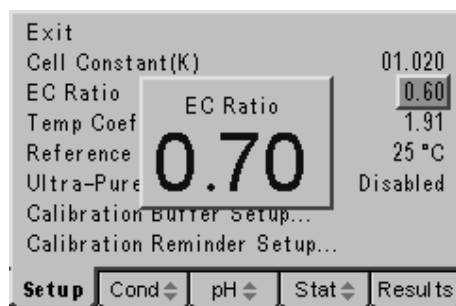 Exit
Cell Constant(K) 01.020
EC Ratio 0.60
EC Ratio
Temp Coef 1.91
0.70
Reference 25 °C
Ultra-Pure Disabled
Calibration Buffer Setup...
Calibration Reminder Setup...
Setup Cond pH Stat Results